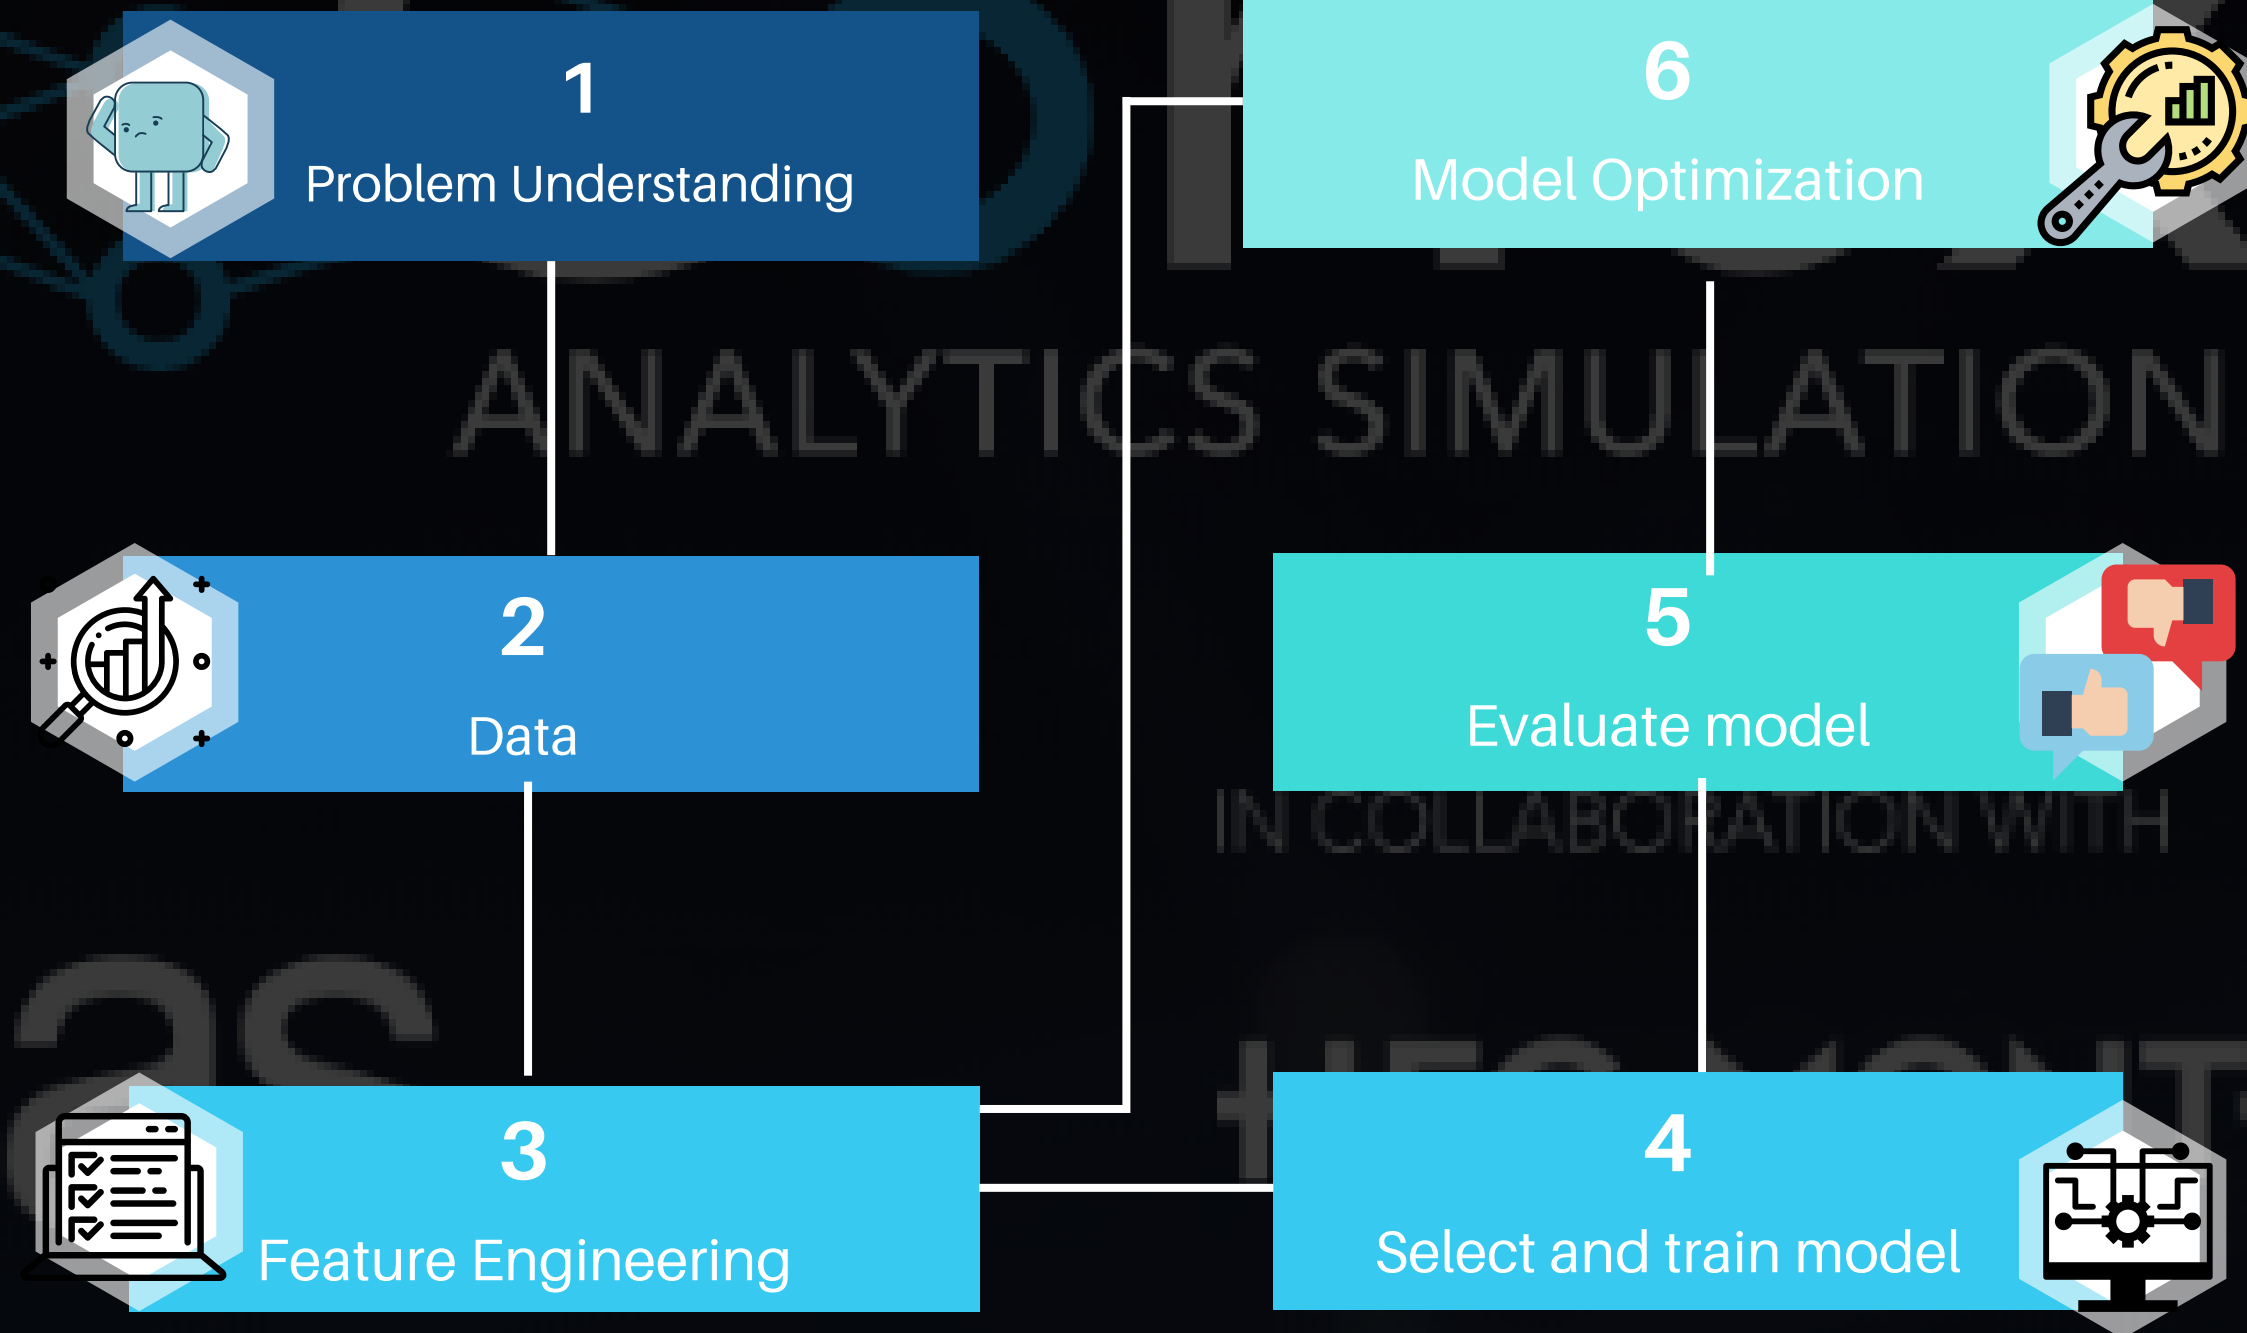 1
Problem Understanding
2
Data
3
Feature Engineering
6
Model Optimization
5
Evaluate model
4
Select and train model
ANALYTICS SIMULATION
IN COLLABORATION WITH
as